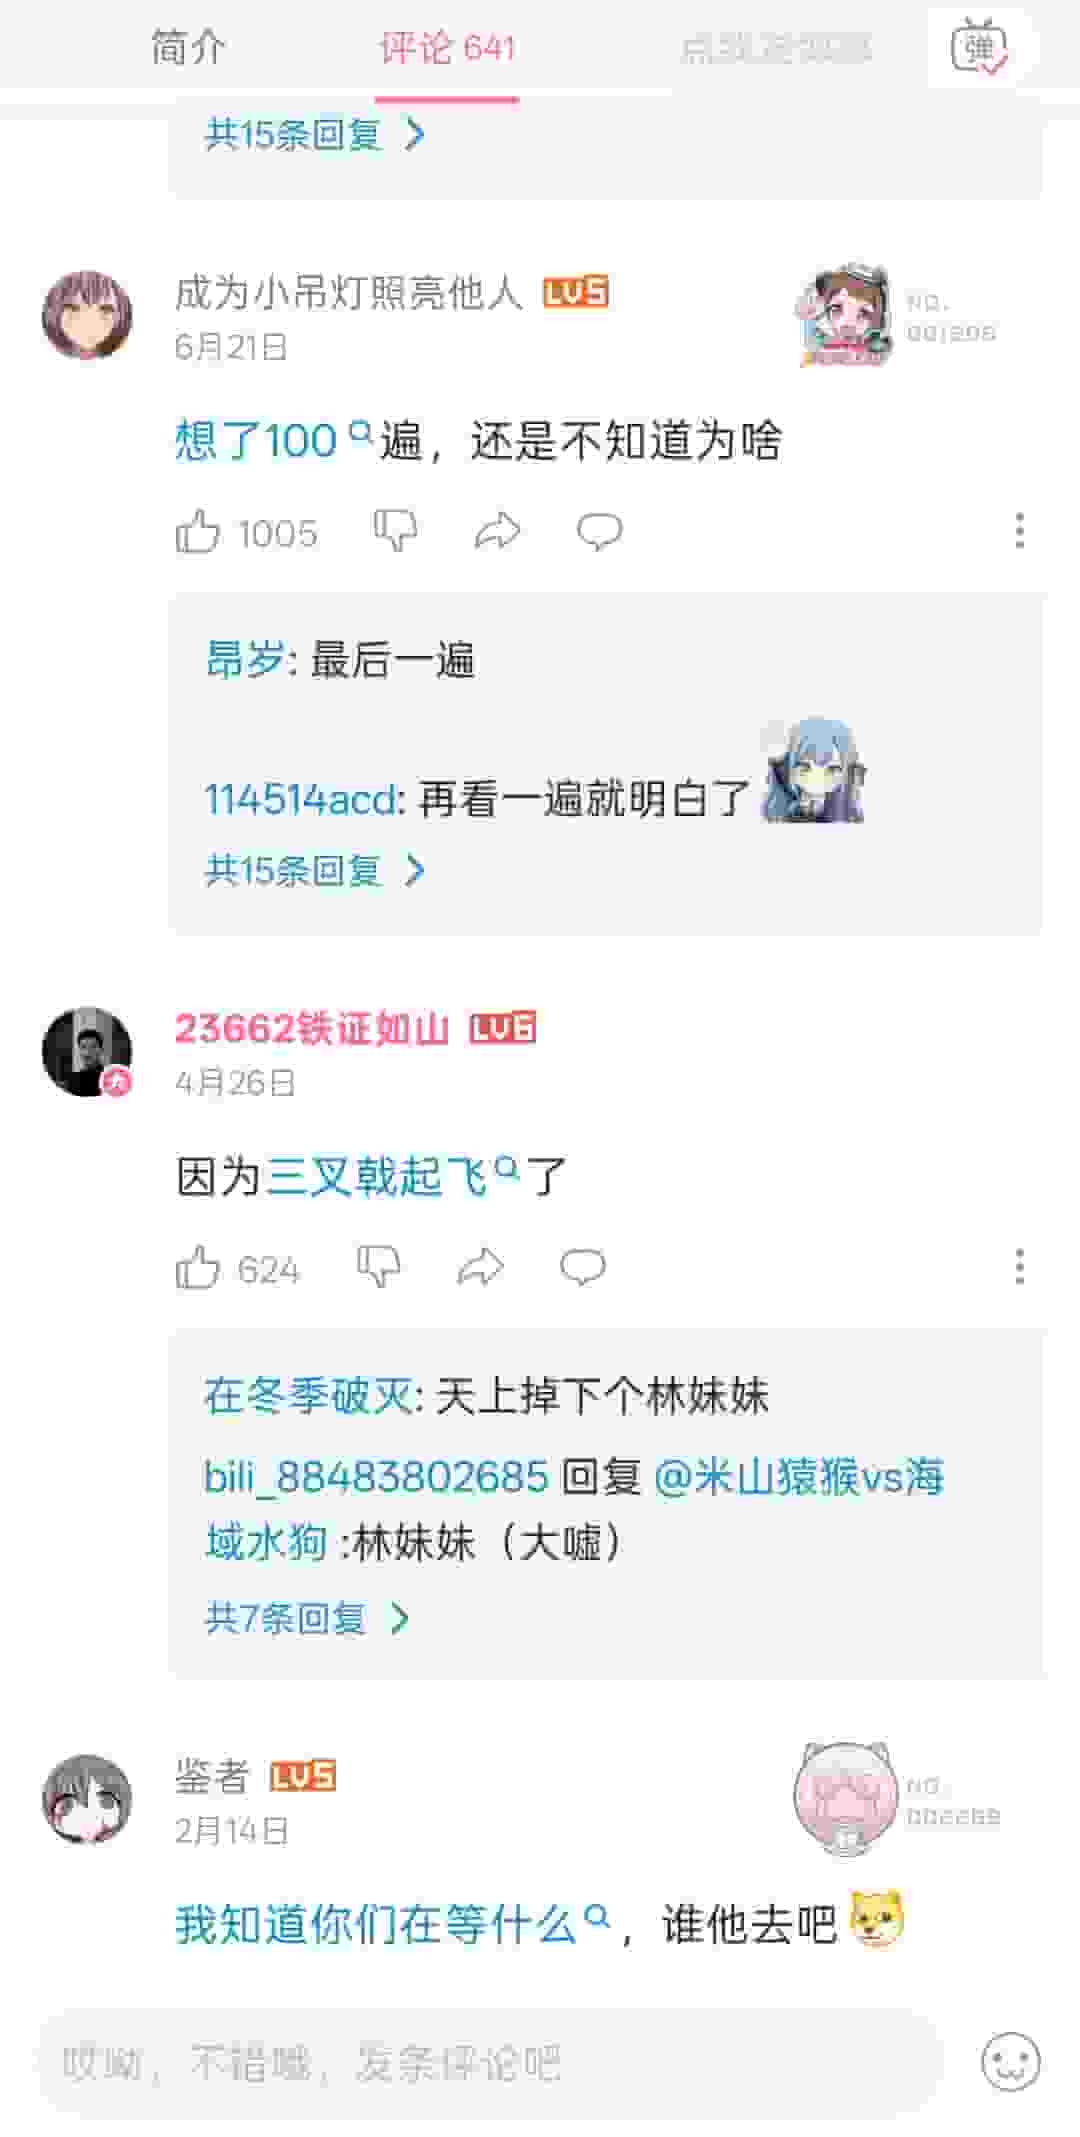 简介
评论 641
弹
共15条回复
成为小吊灯照亮他人 LV5
6月21日
NO.
想了100遍，还是不知道为啥
1005
昂岁: 最后一遍
114514acd: 再看一遍就明白了
共15条回复
23662铁证如山 LV6
4月26日
因为三叉戟起飞了
624
在冬季破灭: 天上掉下个林妹妹
bili_88483802685 回复 @米山猿猴vs海
域水狗 :林妹妹（大嘘）
共7条回复
鉴者 LV5
2月14日
NO.
002268
我知道你们在等什么，谁他去吧
哎呦，不错哦，发条评论吧